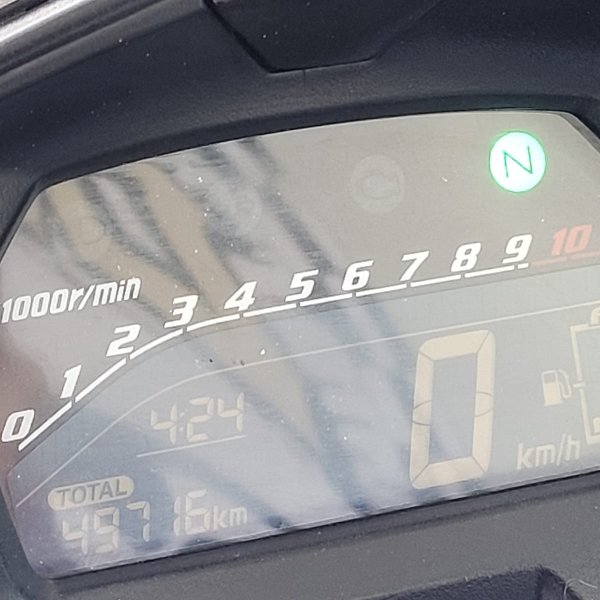 N
1000r/min
0 1 2 3 4 5 6 7 8 9 10
4:24
0 km/h
TOTAL
49716km